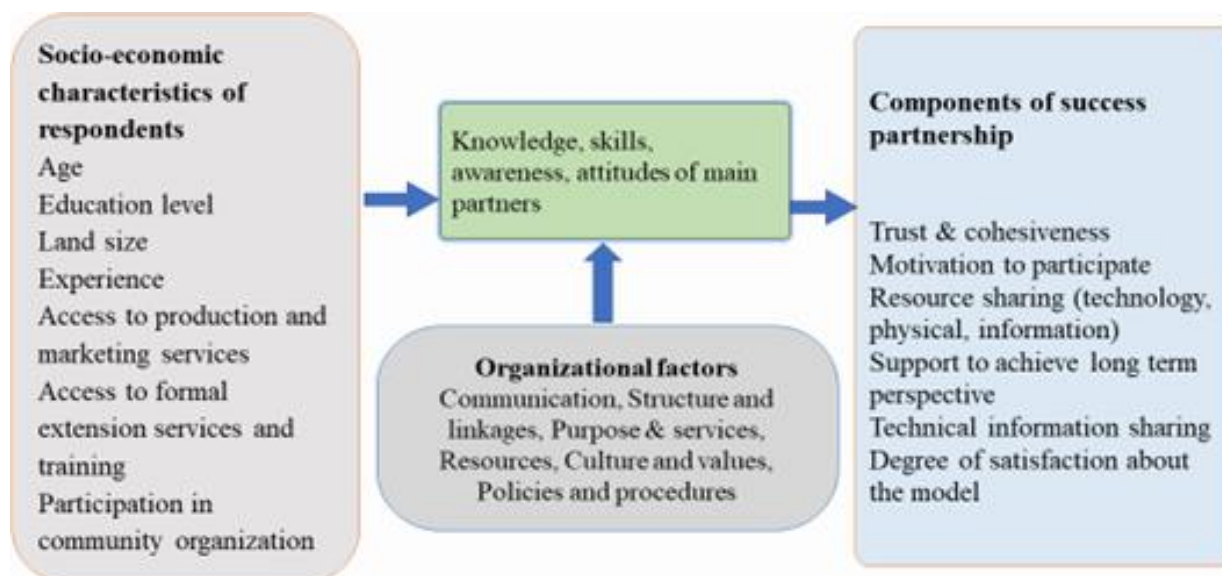 Socio-economic
characteristics of
respondents
Age
Education level
Land size
Experience
Access to production and
marketing services
Access to formal
extension services and
training
Participation in
community organization
Knowledge, skills,
awareness, attitudes of main
partners
Organizational factors
Communication, Structure and
linkages, Purpose & services,
Resources, Culture and values,
Policies and procedures
Components of success
partnership
Trust & cohesiveness
Motivation to participate
Resource sharing (technology,
physical, information)
Support to achieve long term
perspective
Technical information sharing
Degree of satisfaction about
the model